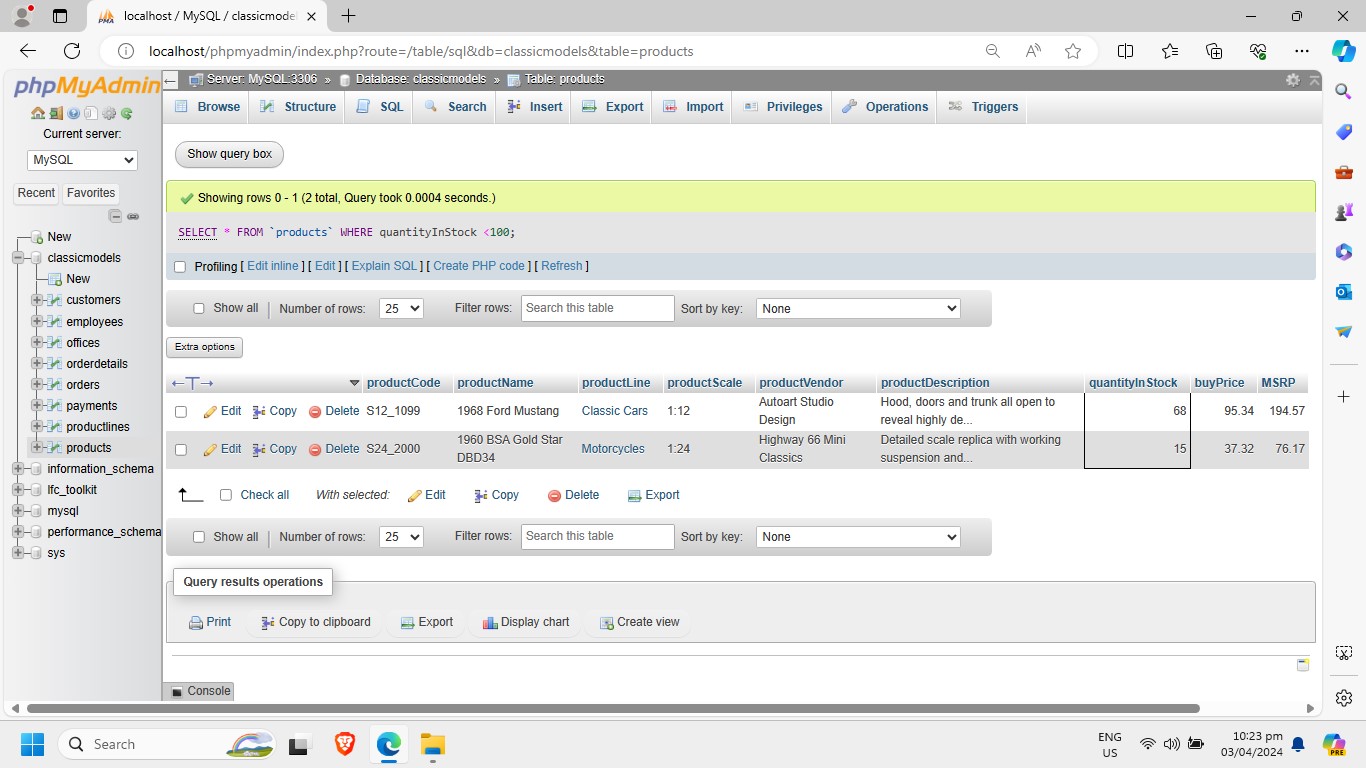 localhost / MySQL / classicmodel
localhost/phpmyadmin/index.php?route=/table/sql&db=classicmodels&table=products
phpMyAdmin
Current server:
MySQL
Recent Favorites
New
classicmodels
New
customers
employees
offices
orderdetails
orders
payments
productlines
products
information_schema
lfc_toolkit
mysql
performance_schema
sys
Server: MySQL:3306 » Database: classicmodels » Table: products
Browse Structure SQL Search Insert Export Import Privileges Operations Triggers
Show query box
Showing rows 0 - 1 (2 total, Query took 0.0004 seconds.)
SELECT * FROM `products` WHERE quantityInStock <100;
Profiling [ Edit inline ] [ Edit ] [ Explain SQL ] [ Create PHP code ] [ Refresh ]
Show all | Number of rows: 25 Filter rows: Search this table Sort by key: None
Extra options
←T→ productCode productName productLine productScale productVendor productDescription quantityInStock buyPrice MSRP
Edit Copy Delete S12_1099 1968 Ford Mustang Classic Cars 1:12 Autoart Studio Design Hood, doors and trunk all open to reveal highly de... 68 95.34 194.57
Edit Copy Delete S24_2000 1960 BSA Gold Star DBD34 Motorcycles 1:24 Highway 66 Mini Classics Detailed scale replica with working suspension and... 15 37.32 76.17
Check all With selected: Edit Copy Delete Export
Show all | Number of rows: 25 Filter rows: Search this table Sort by key: None
Query results operations
Print Copy to clipboard Export Display chart Create view
Console
Search
ENG
US
10:23 pm
03/04/2024
PRE